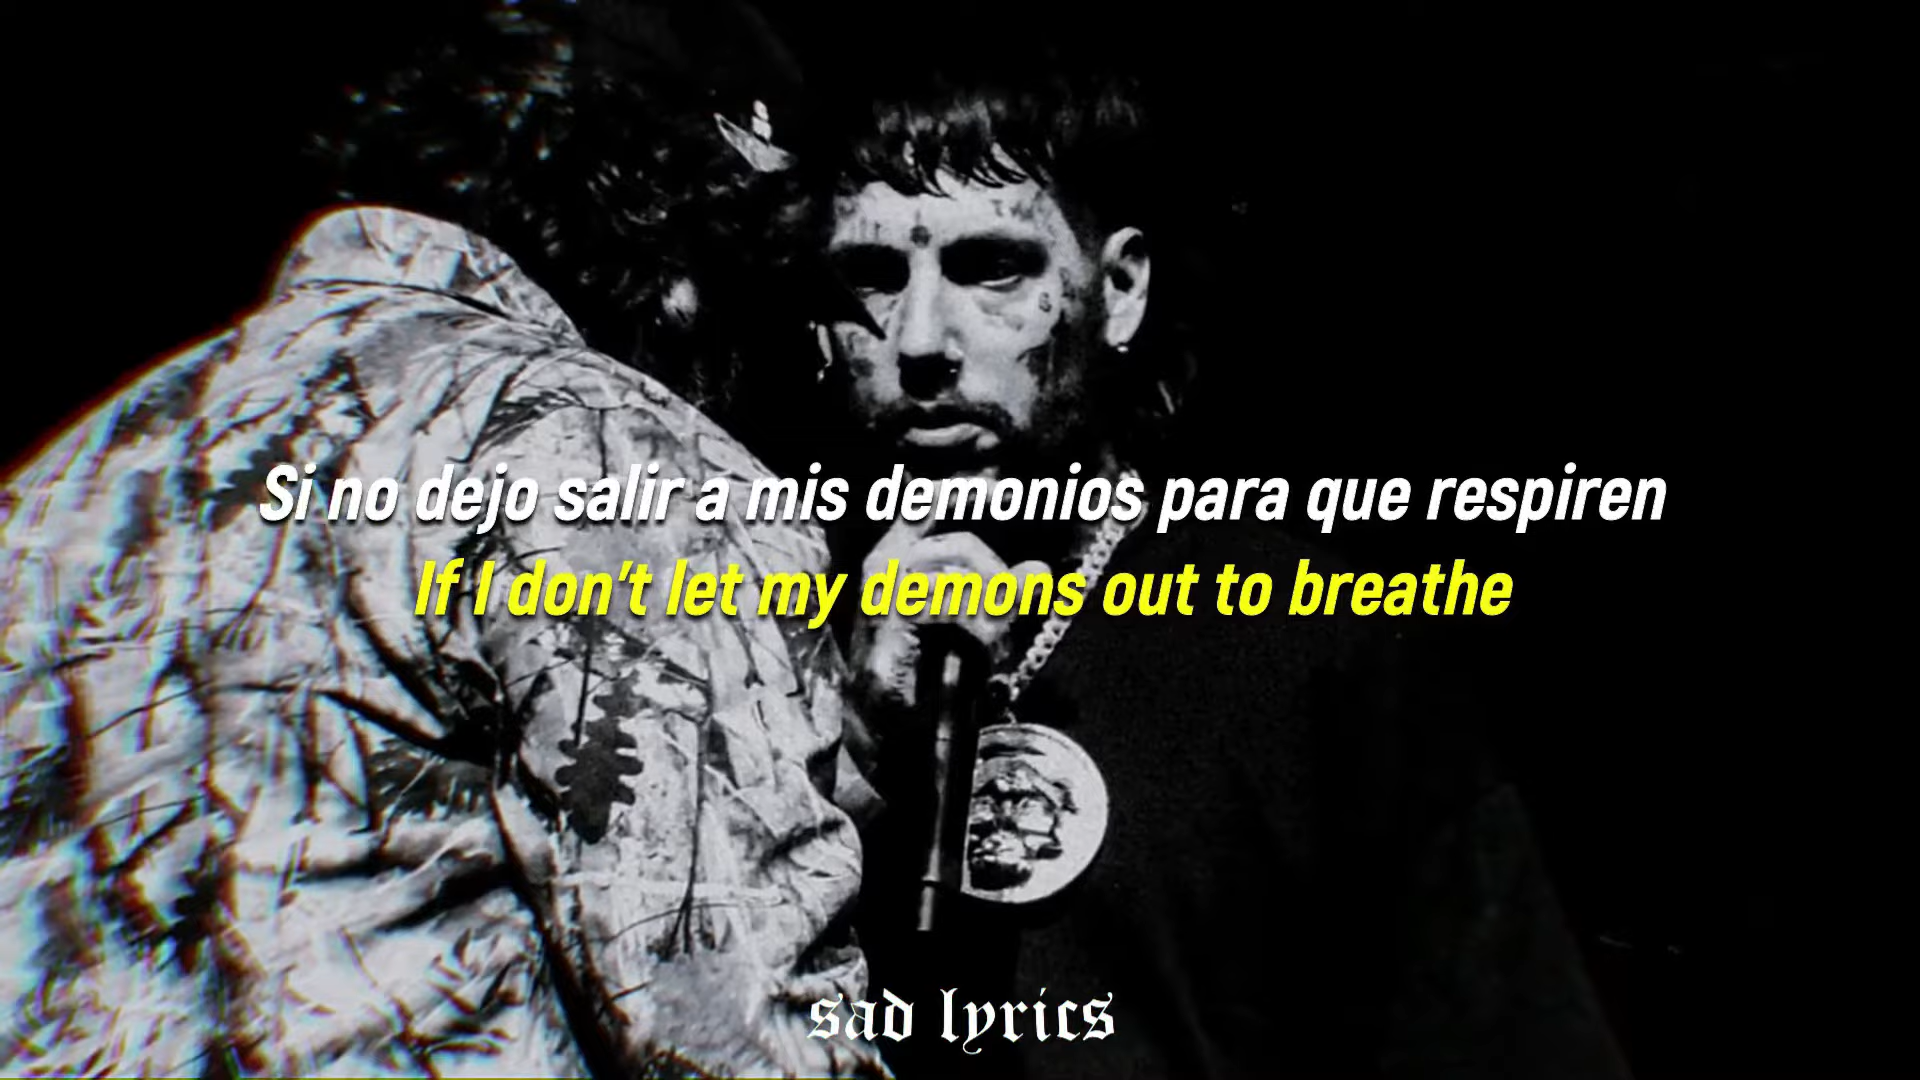 Si no dejo salir a mis demonios para que respiren
If I don't let my demons out to breathe
sad lyrics